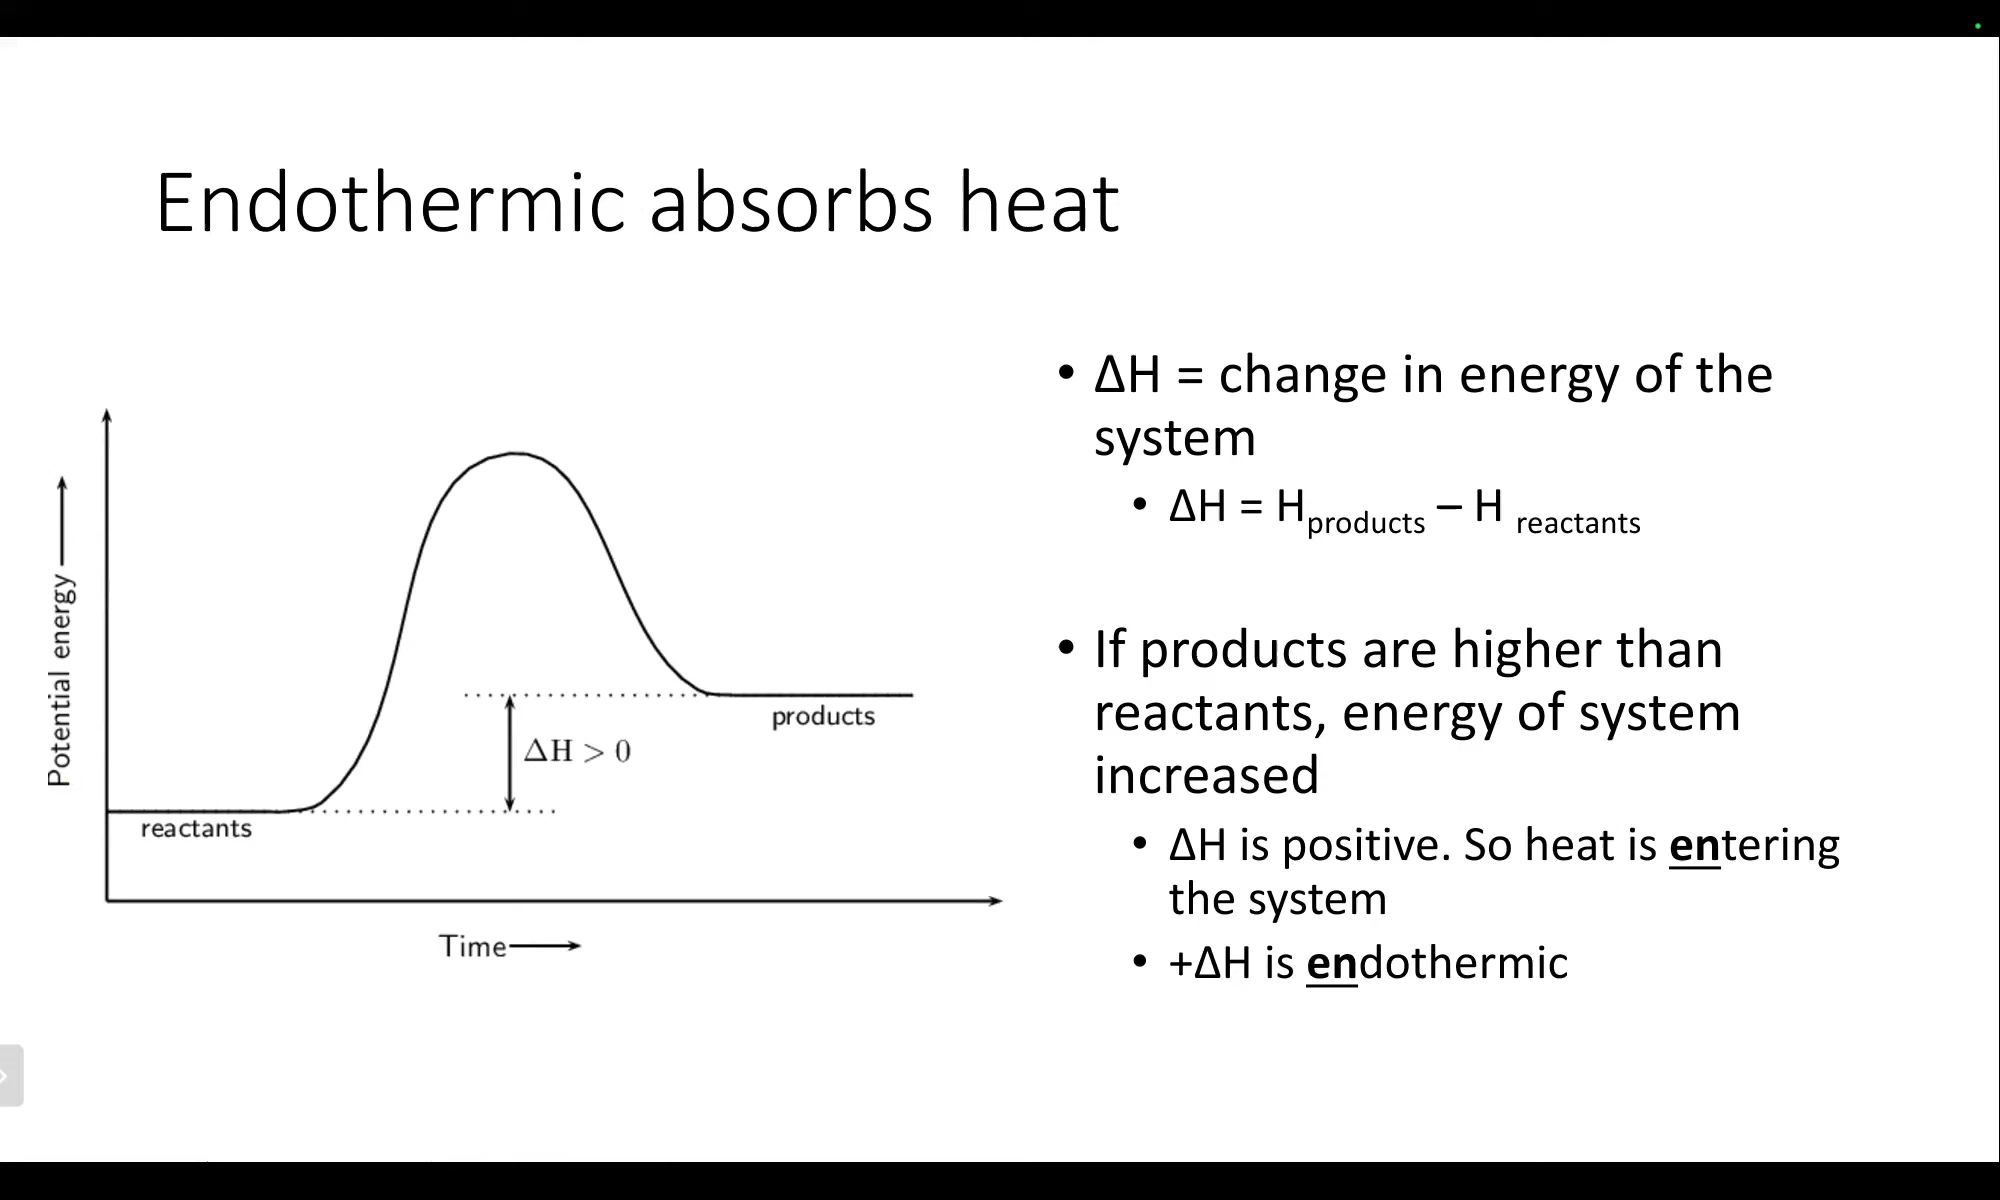 Endothermic absorbs heat
Potential energy
ΔH > 0
products
reactants
Time
• ΔH = change in energy of the
system
• ΔH = Hproducts – H reactants
• If products are higher than
reactants, energy of system
increased
• ΔH is positive. So heat is entering
the system
• +ΔH is endothermic